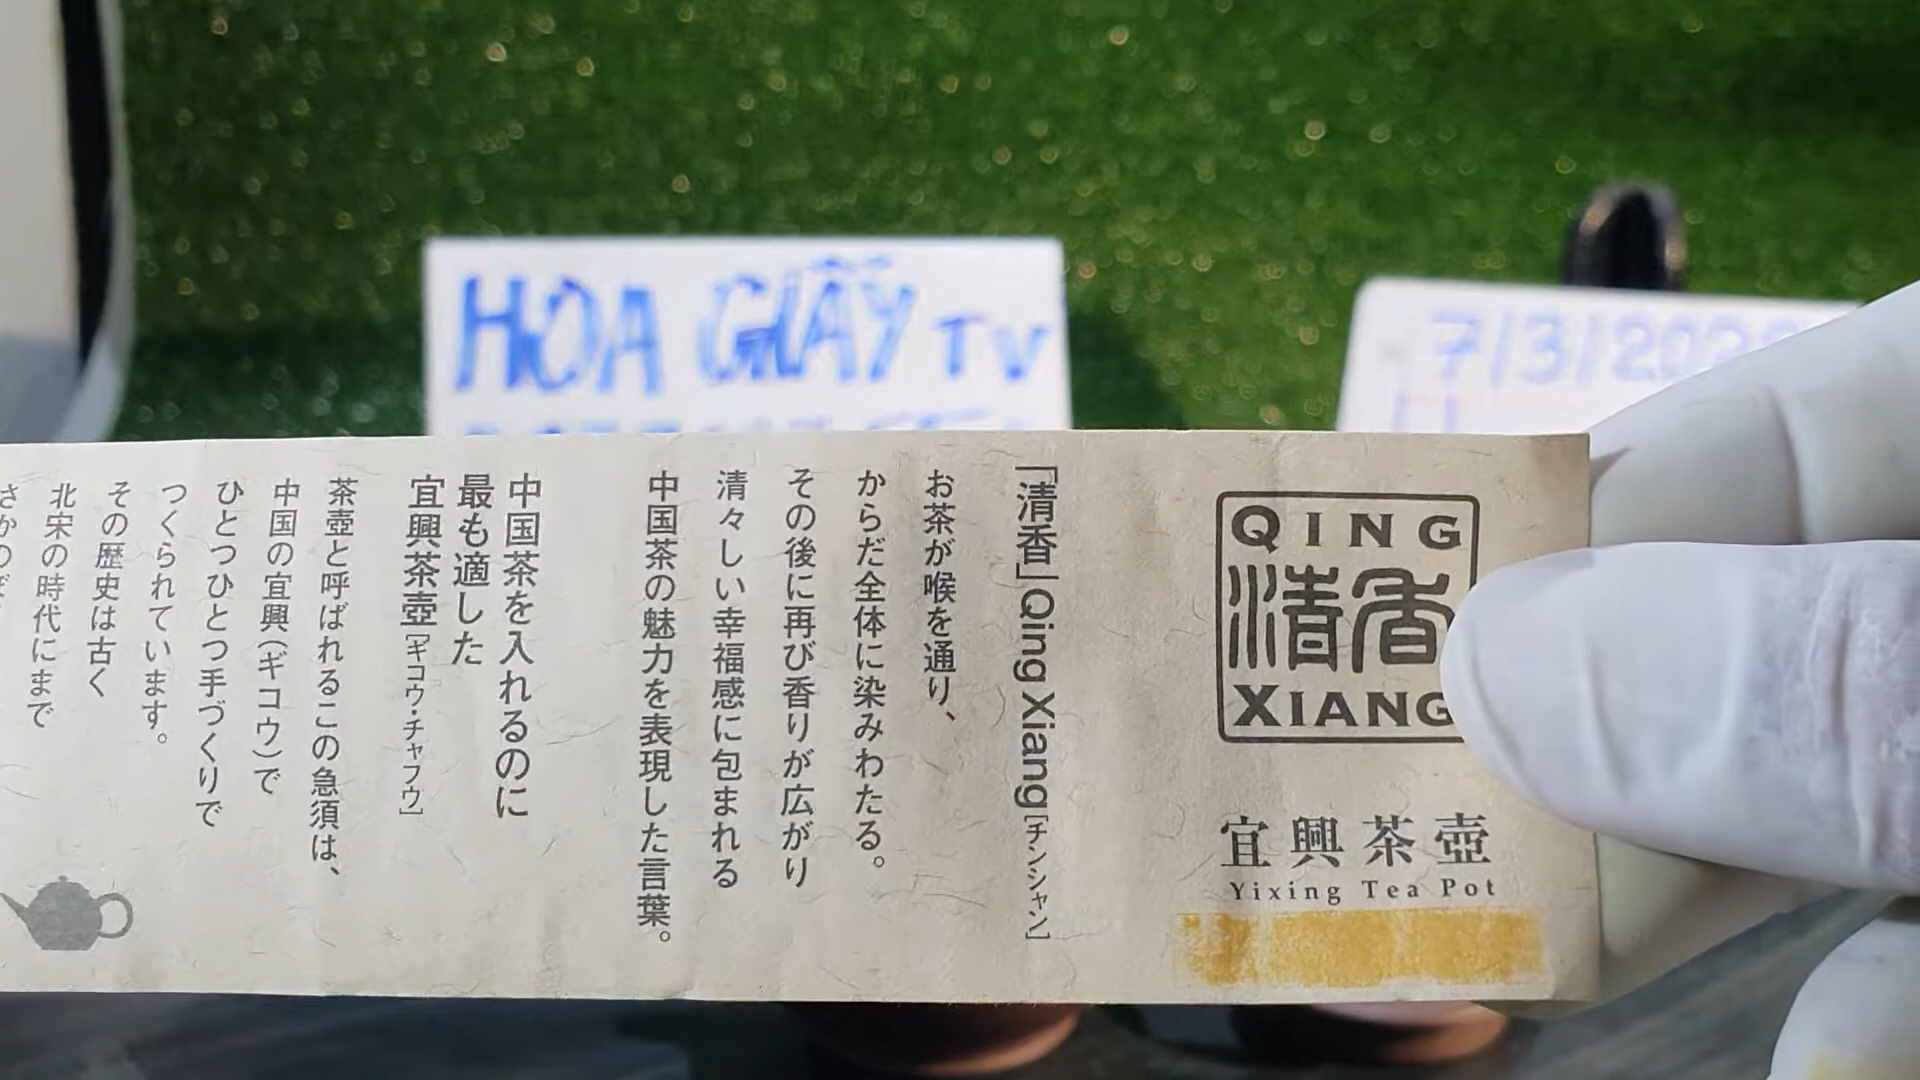 HOA GIẤY TV
7/3/202
QING
清香
XIANG
宜興茶壺
Yixing Tea Pot
「清香」Qing Xiang[チンシャン]
お茶が喉を通り、
からだ全体に染みわたる。
その後に再び香りが広がり
清々しい幸福感に包まれる
中国茶の魅力を表現した言葉。
中国茶を入れるのに
最も適した
宜興茶壺[ギコウ・チャフウ]
茶壺と呼ばれるこの急須は、
中国の宜興(ギコウ)で
ひとつひとつ手づくりで
つくられています。
その歴史は古く
北宋の時代にまで
さかのぼ